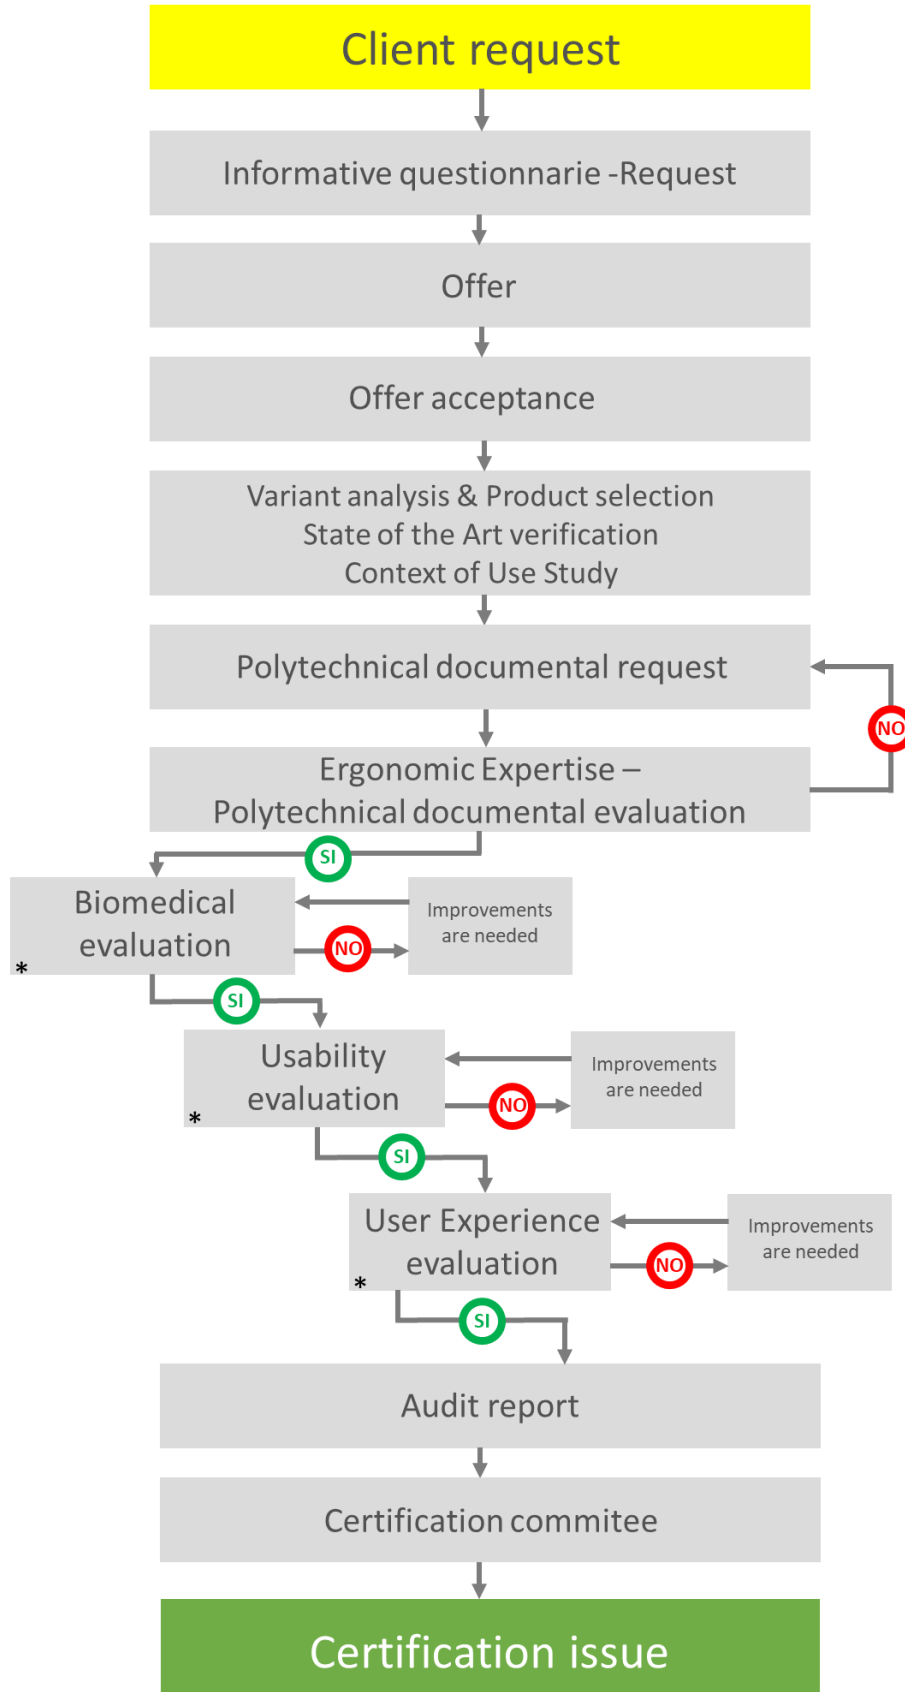 Client request
Informative questionnarie -Request
Offer
Offer acceptance
Variant analysis & Product selection
State of the Art verification
Context of Use Study
Polytechnical documental request
NO
Ergonomic Expertise –
Polytechnical documental evaluation
SI
Biomedical
evaluation
*
NO
Improvements
are needed
SI
Usability
evaluation
*
NO
Improvements
are needed
SI
User Experience
evaluation
*
NO
Improvements
are needed
SI
Audit report
Certification commitee
Certification issue